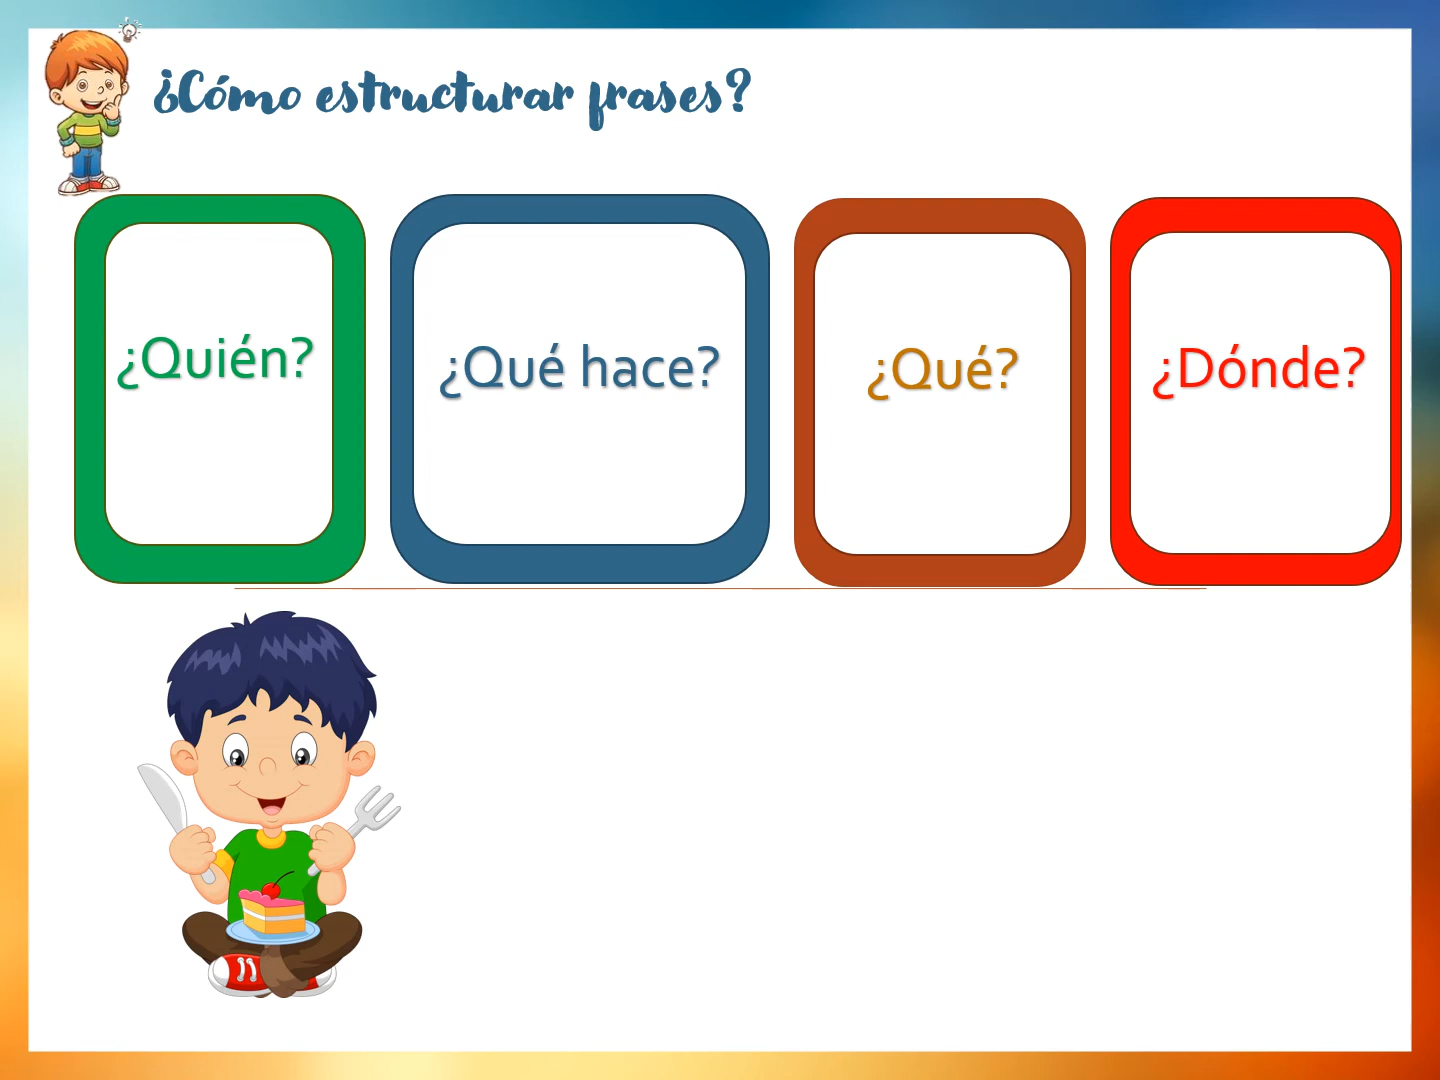 ¿Cómo estructurar frases?
¿Quién?
¿Qué hace?
¿Qué?
¿Dónde?